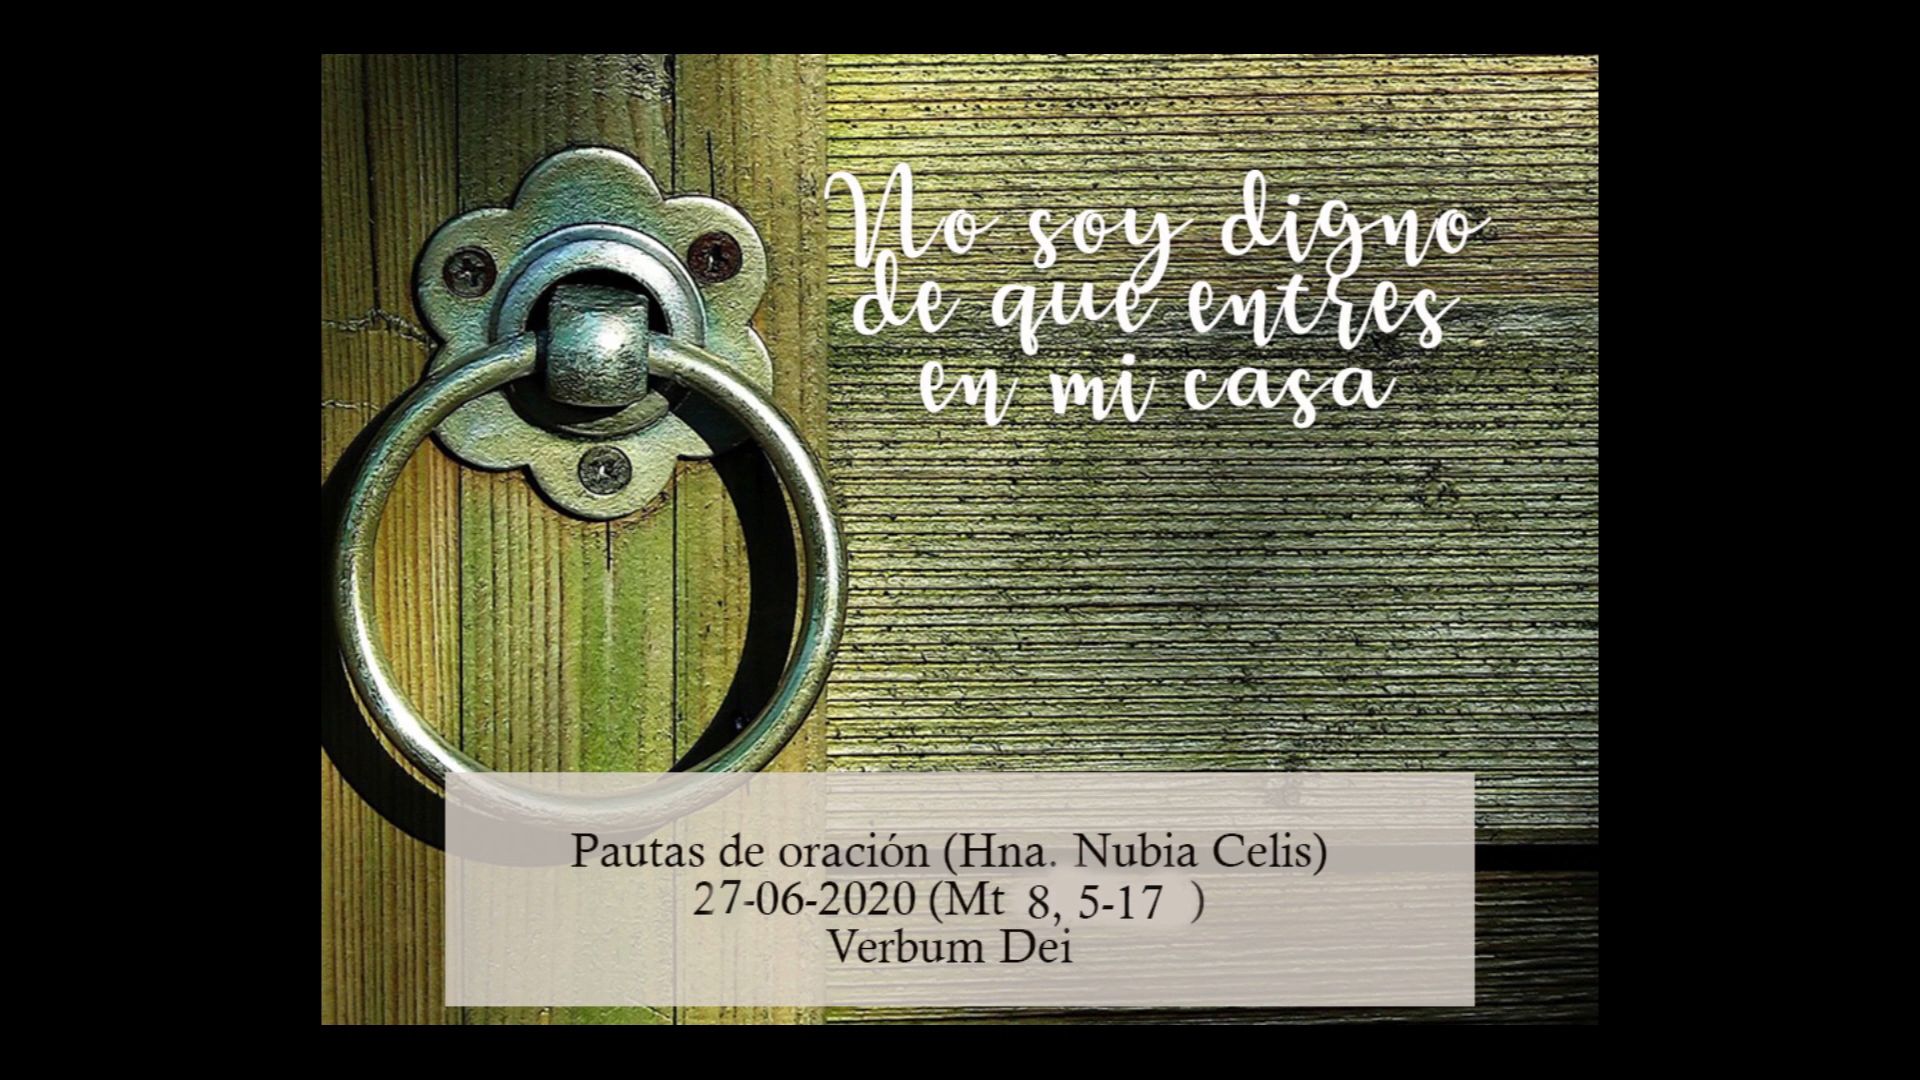 No soy digno
de que entres
en mi casa
Pautas de oración (Hna. Nubia Celis)
27-06-2020 (Mt 8, 5-17 )
Verbum Dei